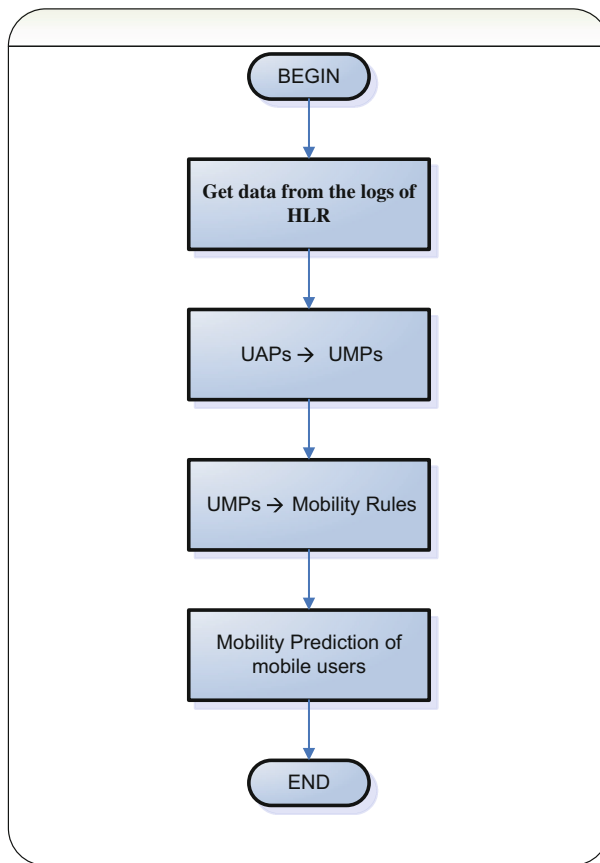 BEGIN
Get data from the logs of
HLR
UAPs → UMPs
UMPs → Mobility Rules
Mobility Prediction of
mobile users
END